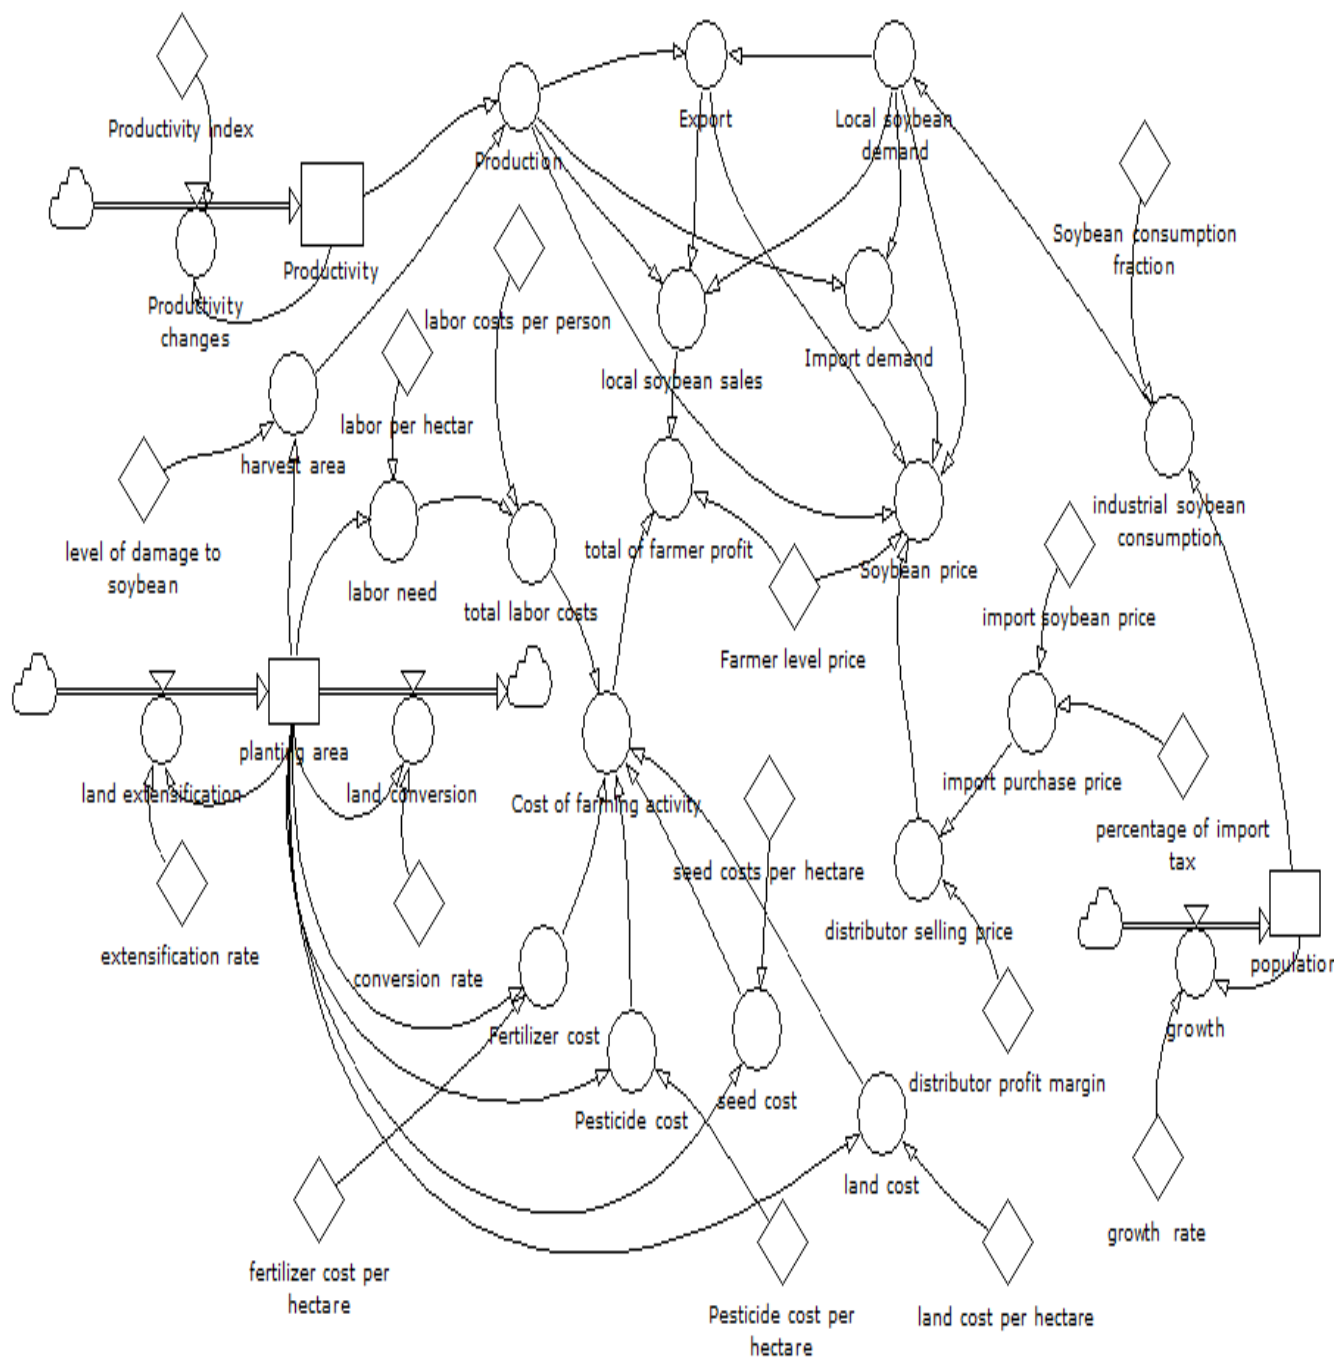 Productivity index
Export
Local soybean
demand
Production
Soybean consumption
fraction
Productivity
Productivity
changes
labor costs per person
Import demand
local soybean sales
labor per hectar
harvest area
level of damage to
soybean
industrial soybean
consumption
total of farmer profit
Soybean price
labor need
total labor costs
import soybean price
Farmer level price
planting area
land extensification
land conversion
Cost of farming activity
import purchase price
percentage of import
tax
seed costs per hectare
distributor selling price
extensification rate
conversion rate
population
Fertilizer cost
growth
distributor profit margin
seed cost
Pesticide cost
land cost
growth rate
fertilizer cost per
hectare
Pesticide cost per
hectare
land cost per hectare